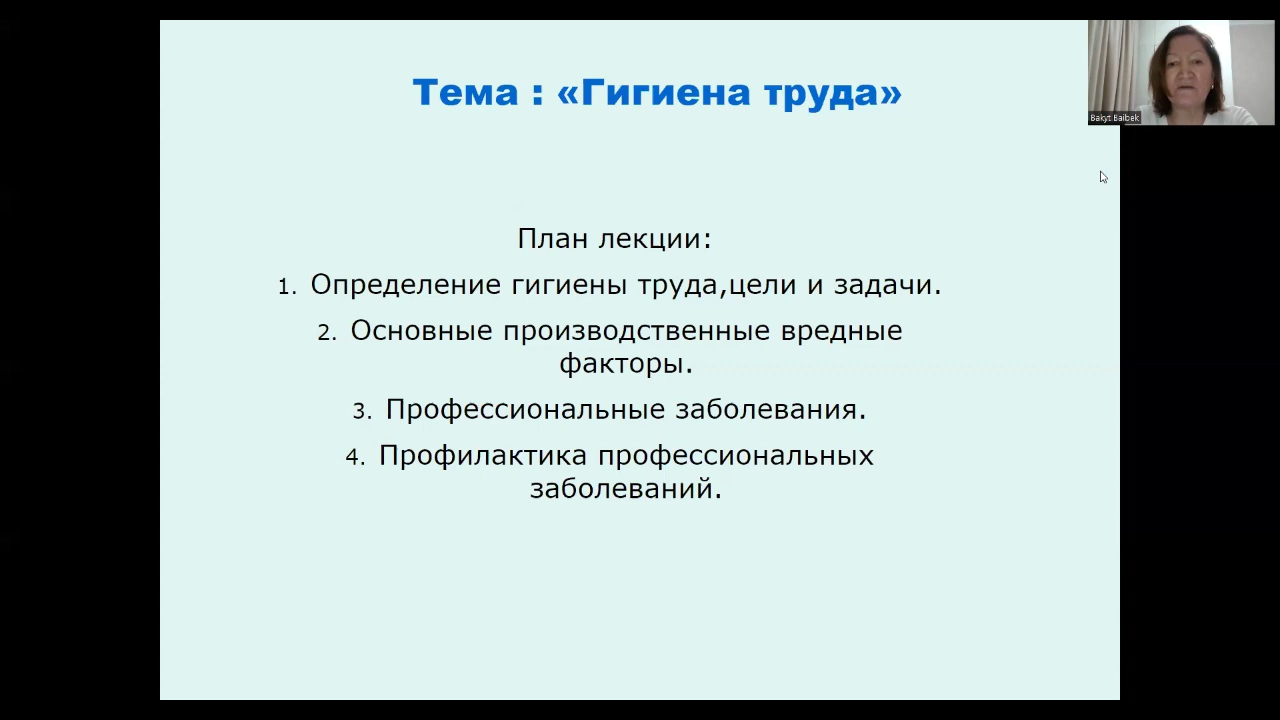 Тема : «Гигиена труда»
Bakyt Baibek
План лекции:
1. Определение гигиены труда,цели и задачи.
2. Основные производственные вредные
факторы.
3. Профессиональные заболевания.
4. Профилактика профессиональных
заболеваний.